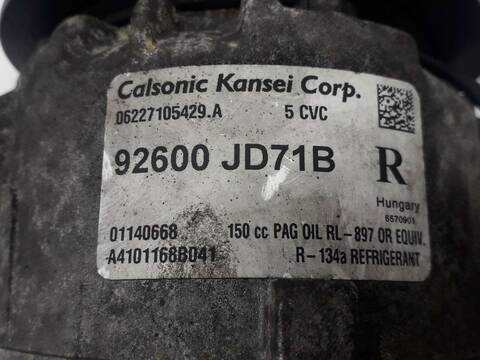 Calsonic Kansei Corp.
06227105429.A 5 CVC
92600 JD71B R
Hungary
6570901
01140668 150 cc PAG OIL RL-897 OR EQUIV.
A4101168B041 R-134a REFRIGERANT